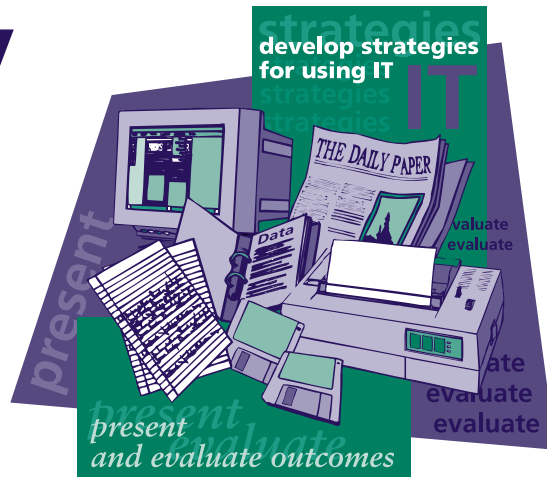 strategies
develop strategies
for using IT
strategies
strategies
IT
THE DAILY PAPER
Data
valuate
evaluate
present
ate
evaluate
evaluate
present
evaluate
present
and evaluate outcomes